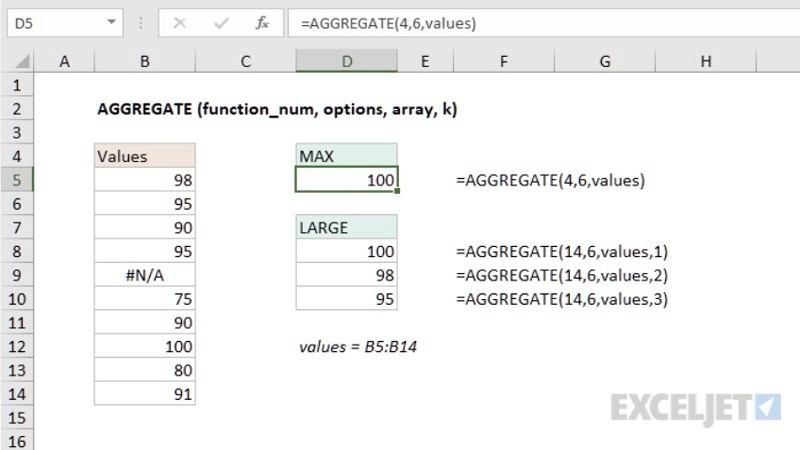 D5 fx =AGGREGATE(4,6,values)
A B C D E F G H
1
2 AGGREGATE (function_num, options, array, k)
3
4 Values MAX
5 98 100 =AGGREGATE(4,6,values)
6 95
7 90 LARGE
8 95 100 =AGGREGATE(14,6,values,1)
9 #N/A 98 =AGGREGATE(14,6,values,2)
10 75 95 =AGGREGATE(14,6,values,3)
11 90
12 100 values = B5:B14
13 80
14 91
15
16
EXCELJET